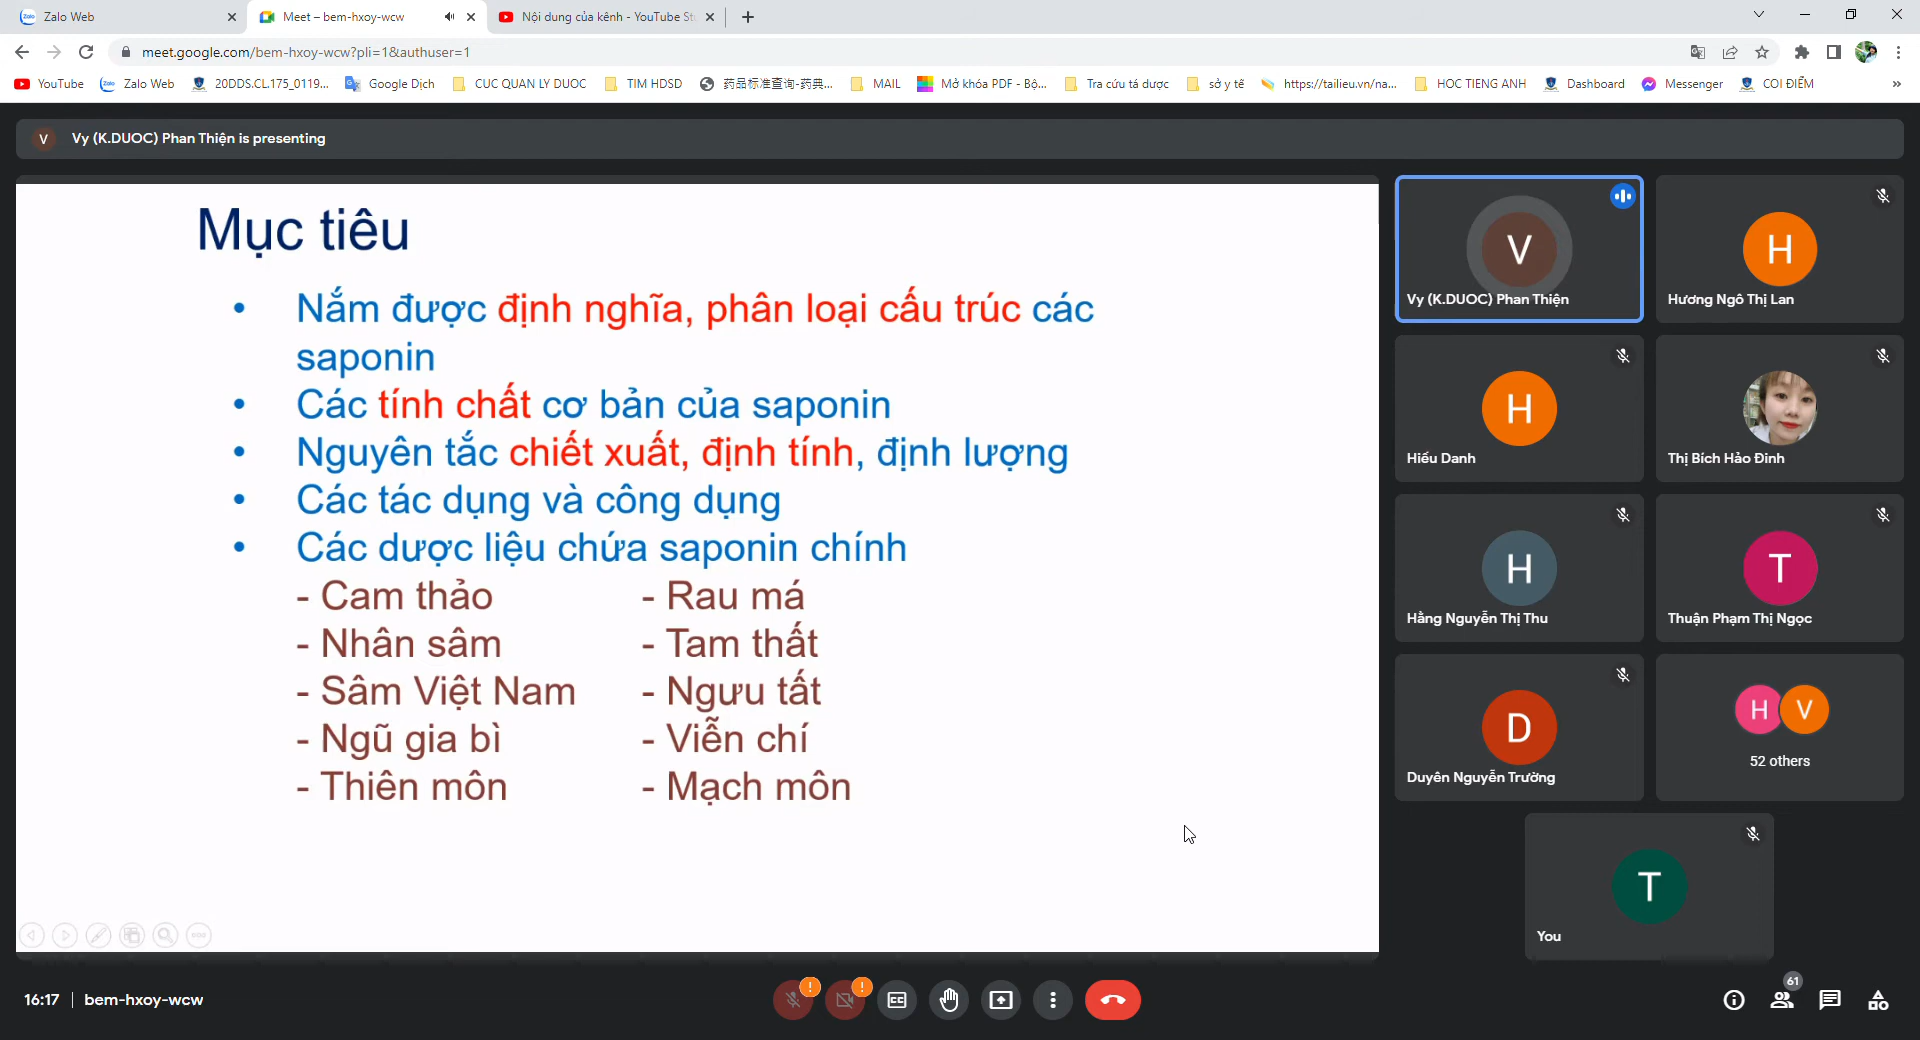 Zalo Web
Meet – bem-hxoy-wcw
Nội dung của kênh - YouTube St
meet.google.com/bem-hxoy-wcw?pli=1&authuser=1
YouTube
Zalo Web
20DDS.CL.175_0119...
Google Dịch
CUC QUAN LY DUOC
TIM HDSD
药品标准查询-药典...
MAIL
Mở khóa PDF - Bộ...
Tra cứu tá dược
sở y tế
https://tailieu.vn/na...
HOC TIENG ANH
Dashboard
Messenger
COI ĐIỂM
»
V
Vy (K.DUOC) Phan Thiện is presenting
Mục tiêu
• Nắm được định nghĩa, phân loại cấu trúc các
saponin
• Các tính chất cơ bản của saponin
• Nguyên tắc chiết xuất, định tính, định lượng
• Các tác dụng và công dụng
• Các dược liệu chứa saponin chính
- Cam thảo - Rau má
- Nhân sâm - Tam thất
- Sâm Việt Nam - Ngưu tất
- Ngũ gia bì - Viễn chí
- Thiên môn - Mạch môn
V
Vy (K.DUOC) Phan Thiện
H
Hương Ngô Thị Lan
H
Hiếu Danh
Thị Bích Hảo Đinh
H
Hằng Nguyễn Thị Thu
T
Thuận Phạm Thị Ngọc
D
Duyên Nguyễn Trường
H V
52 others
T
You
16:17 | bem-hxoy-wcw
!
!
CC
61